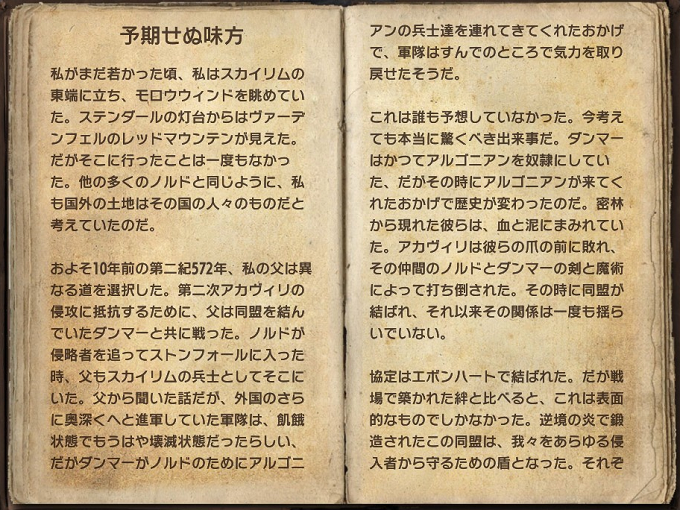 予期せぬ味方
私がまだ若かった頃、私はスカイリムの
東端に立ち、モロウウィンドを眺めてい
た。ステンダールの灯台からはヴァーデ
ンフェルのレッドマウンテンが見えた。
だがそこに行ったことは一度もなかっ
た。他の多くのノルドと同じように、私
も国外の土地はその国の人々のものだと
考えていたのだ。
およそ10年前の第二紀572年、私の父は異
なる道を選択した。第二次アカヴィリの
侵攻に抵抗するために、父は同盟を結ん
でいたダンマーと共に戦った。ノルドが
侵略者を追ってストンフォールに入った
時、父もスカイリムの兵士としてそこに
いた。父から聞いた話だが、外国のさら
に奥深くへと進軍していた軍隊は、飢餓
状態でもうはや壊滅状態だったらしい、
だがダンマーがノルドのためにアルゴニ
アンの兵士達を連れてきてくれたおかげ
で、軍隊はすんでのところで気力を取り
戻せたそうだ。
これは誰も予想していなかった。今考え
ても本当に驚くべき出来事だ。ダンマー
はかつてアルゴニアンを奴隷にしてい
た、だがその時にアルゴニアンが来てく
れたおかげで歴史が変わったのだ。密林
から現れた彼らは、血と泥にまみれてい
た。アカヴィリは彼らの爪の前に敗れ、
その仲間のノルドとダンマーの剣と魔術
によって打ち倒された。その時に同盟が
結ばれ、それ以来その関係は一度も揺ら
いでいない。
協定はエボンハートで結ばれた。だが戦
場で築かれた絆と比べると、これは表面
的なものでしかなかった。逆境の炎で鍛
造されたこの同盟は、我々をあらゆる侵
入者から守るための盾となった。それぞ